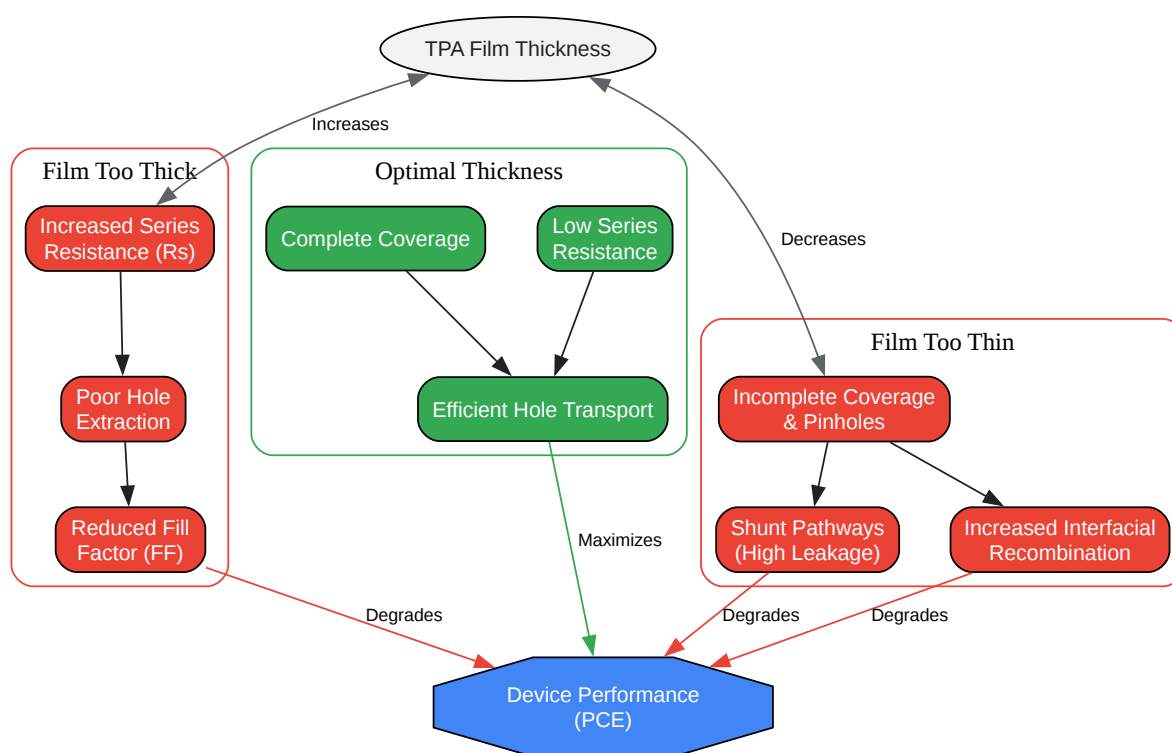 TPA Film Thickness
Increases
Decreases
Film Too Thick
Increased Series
Resistance (Rs)
Poor Hole
Extraction
Reduced Fill
Factor (FF)
Optimal Thickness
Complete Coverage
Low Series
Resistance
Efficient Hole Transport
Film Too Thin
Incomplete Coverage
& Pinholes
Shunt Pathways
(High Leakage)
Increased Interfacial
Recombination
Maximizes
Degrades
Degrades
Degrades
Device Performance
(PCE)